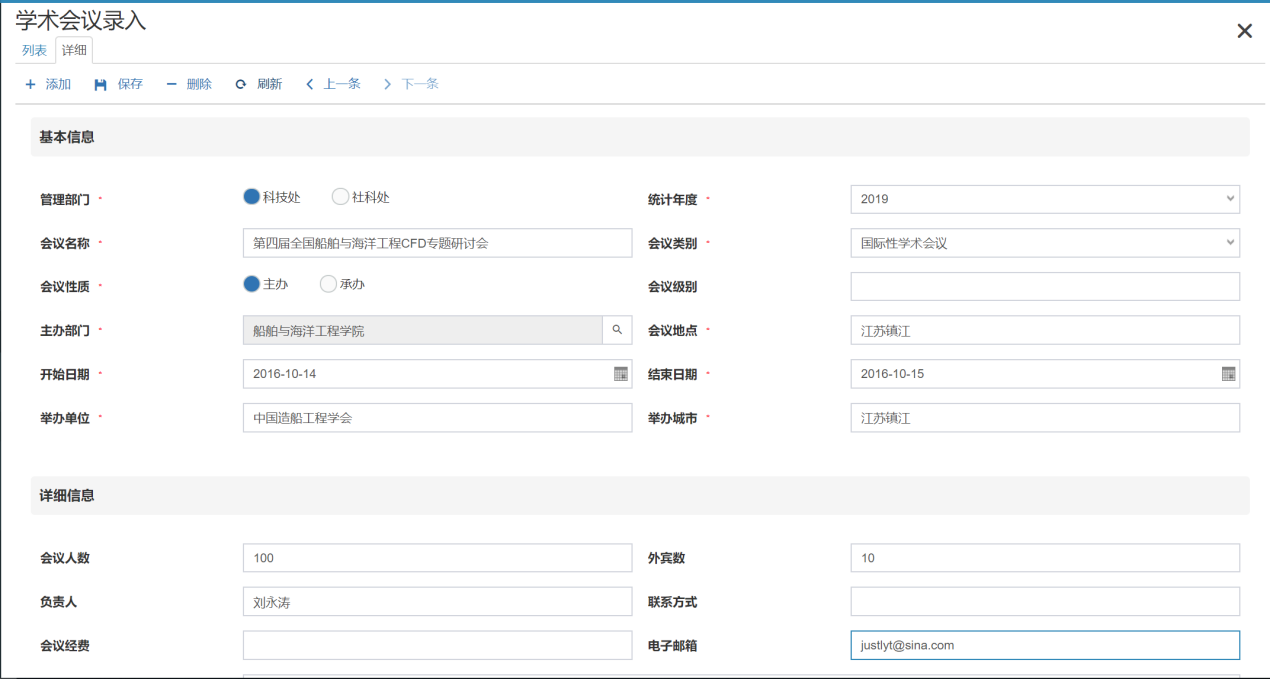 学术会议录入
列表 详细
添加 保存 删除 刷新 上一条 下一条
基本信息
管理部门 * 科技处 社科处 统计年度 * 2019
会议名称 * 第四届全国船舶与海洋工程CFD专题研讨会 会议类别 * 国际性学术会议
会议性质 * 主办 承办 会议级别
主办部门 * 船舶与海洋工程学院 会议地点 * 江苏镇江
开始日期 * 2016-10-14 结束日期 * 2016-10-15
举办单位 * 中国造船工程学会 举办城市 * 江苏镇江
详细信息
会议人数 100 外宾数 10
负责人 刘永涛 联系方式
会议经费 电子邮箱 justlyt@sina.com